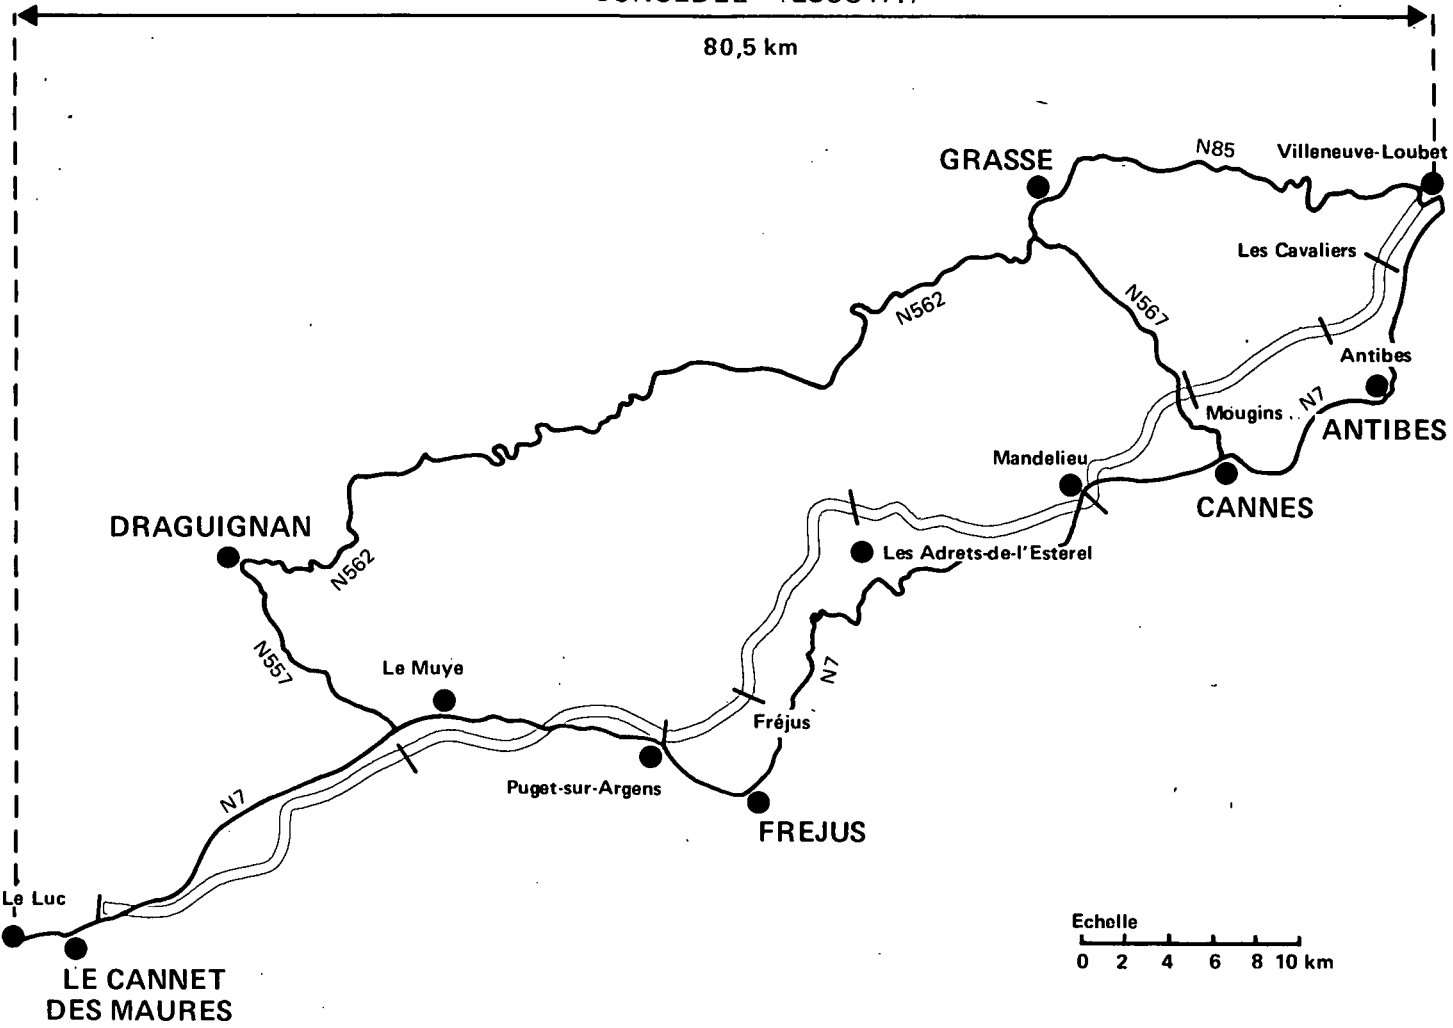 80,5 km
GRASSE
N85
Villeneuve-Loubet
Les Cavaliers
N562
N567
Antibes
Mougins
N7
ANTIBES
Mandelieu
CANNES
DRAGUIGNAN
N562
Les Adrets-de-l'Esterel
N557
Le Muye
N7
Fréjus
Puget-sur-Argens
N7
FREJUS
Le Luc
LE CANNET
DES MAURES
Echelle
0 2 4 6 8 10 km